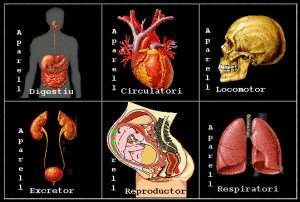 Aparell
Digestiu
Aparell
Circulatori
Aparell
Locomotor
Aparell
Excretor
Aparell
Reproductor
Aparell
Respiratori